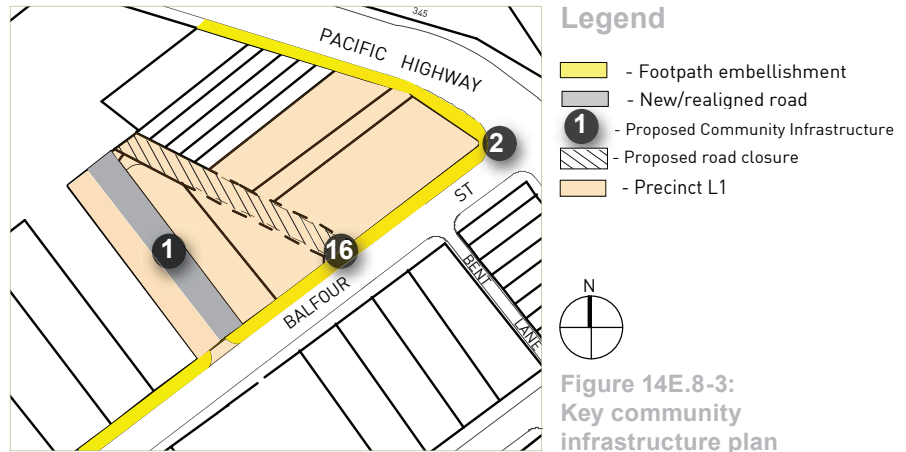 345
PACIFIC HIGHWAY
2
ST
1
16
BALFOUR
BENT
LANE
Legend
- Footpath embellishment
- New/realigned road
1 - Proposed Community Infrastructure
- Proposed road closure
- Precinct L1
N
Figure 14E.8-3:
Key community
infrastructure plan